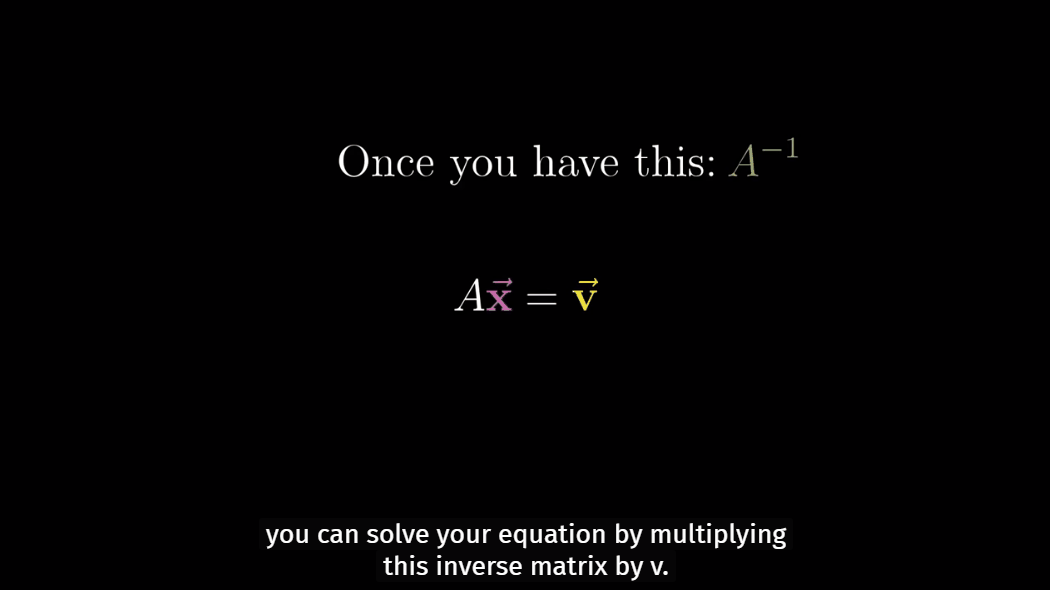 Once you have this: A⁻¹
Ax⃗ = v⃗
you can solve your equation by multiplying
this inverse matrix by v.